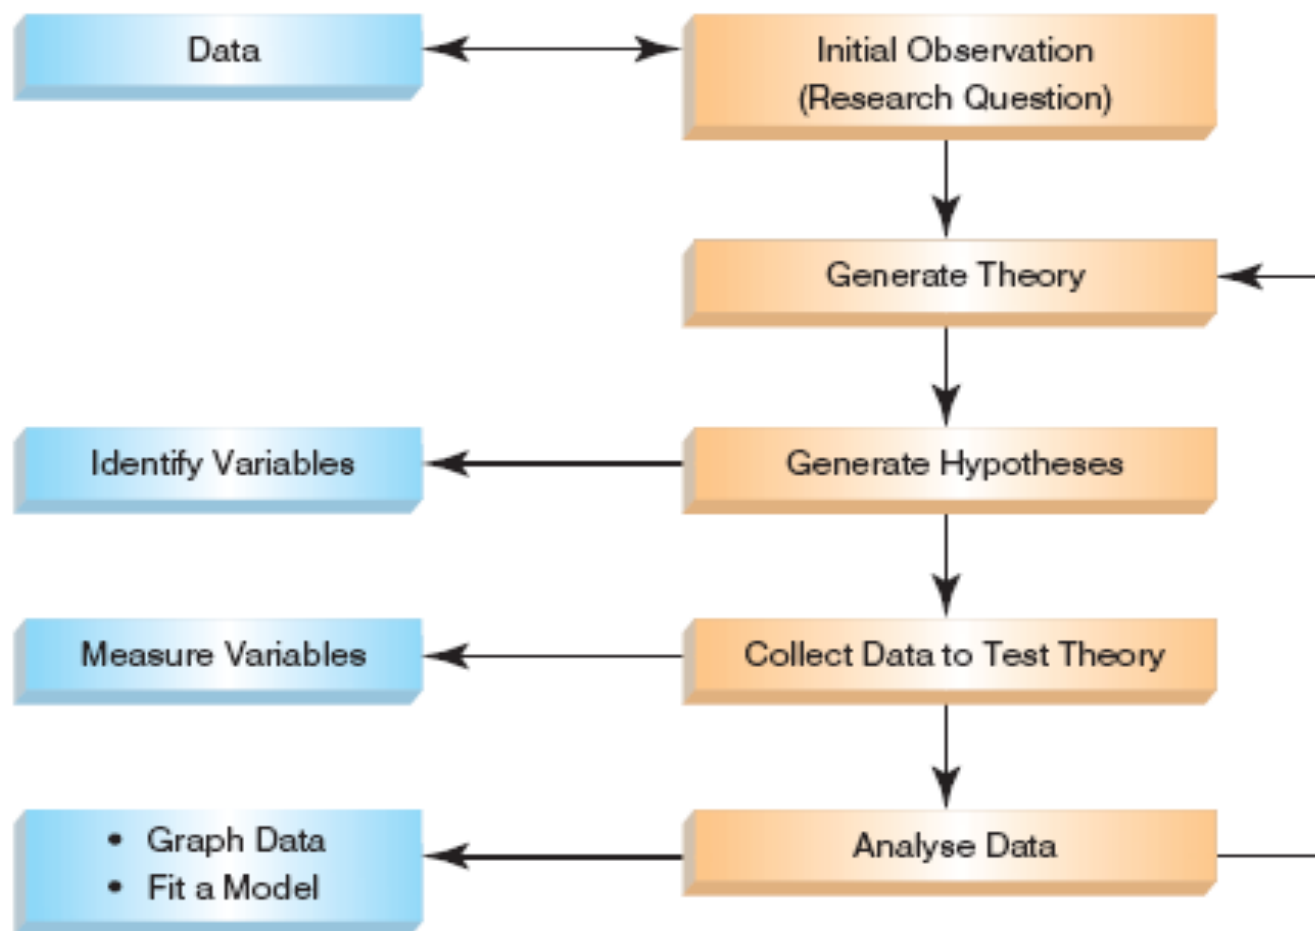 Data
Initial Observation
(Research Question)
Generate Theory
Identify Variables
Generate Hypotheses
Measure Variables
Collect Data to Test Theory
• Graph Data
• Fit a Model
Analyse Data